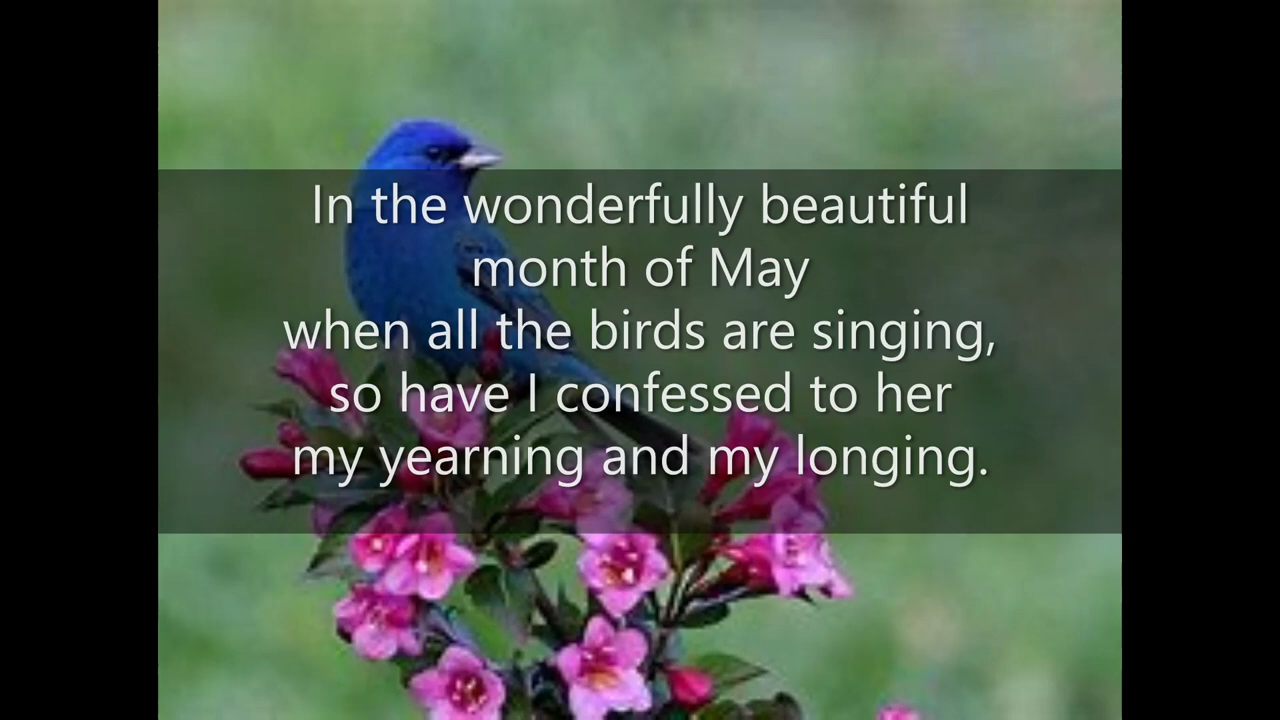 In the wonderfully beautiful
month of May
when all the birds are singing,
so have I confessed to her
my yearning and my longing.